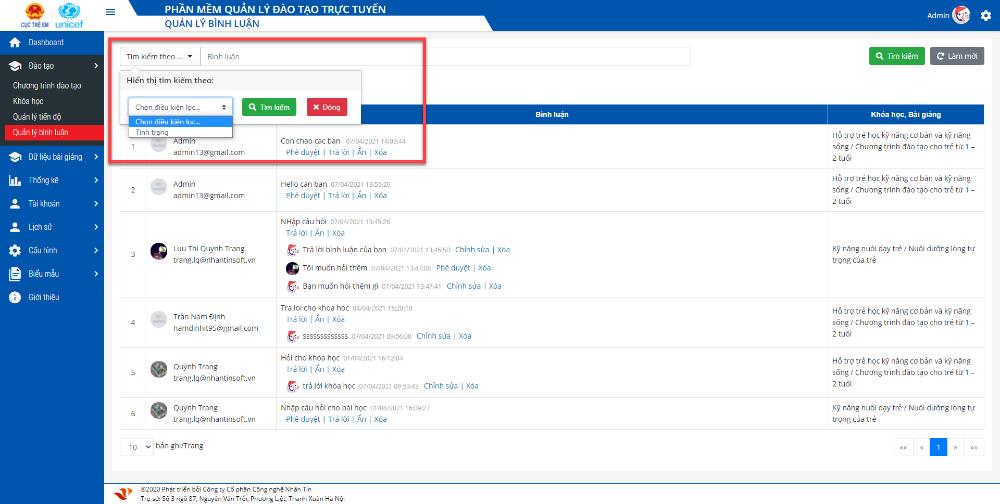 CỤC TRẺ EM
unicef
PHẦN MỀM QUẢN LÝ ĐÀO TẠO TRỰC TUYẾN
QUẢN LÝ BÌNH LUẬN
Admin
Dashboard
Đào tạo
Chương trình đào tạo
Khóa học
Quản lý tiến độ
Quản lý bình luận
Dữ liệu bài giảng
Thống kê
Tài khoản
Lịch sử
Cấu hình
Biểu mẫu
Giới thiệu
Tìm kiếm theo ...
Bình luận
Tìm kiếm
Làm mới
Hiển thị tìm kiếm theo:
Chọn điều kiện lọc...
Tìm kiếm
Đóng
Chọn điều kiện lọc...
Tình trạng
Bình luận
Khóa học, Bài giảng
1
NO AVATAR
Admin
admin13@gmail.com
Con chao cac ban 07/04/2021 14:03:44
Phê duyệt | Trả lời | Ẩn | Xóa
Hỗ trợ trẻ học kỹ năng cơ bản và kỹ năng
sống / Chương trình đào tạo cho trẻ từ 1 –
2 tuổi
2
NO AVATAR
Admin
admin13@gmail.com
Hello can ban 07/04/2021 13:55:29
Phê duyệt | Trả lời | Ẩn | Xóa
Hỗ trợ trẻ học kỹ năng cơ bản và kỹ năng
sống / Chương trình đào tạo cho trẻ từ 1 –
2 tuổi
3
Luu Thi Quynh Trang
trang.lq@nhantinsoft.vn
NHập câu hỏi 07/04/2021 13:45:26
Trả lời | Ẩn | Xóa
Trả lời bình luận của bạn 07/04/2021 13:46:50 Chỉnh sửa | Xóa
Tôi muốn hỏi thêm 07/04/2021 13:47:08 Phê duyệt | Xóa
Bạn muốn hỏi thêm gì 07/04/2021 13:47:41 Chỉnh sửa | Xóa
Kỹ năng nuôi dạy trẻ / Nuôi dưỡng lòng tự
trọng của trẻ
4
NO AVATAR
Trần Nam Định
namdinhit95@gmail.com
Tra loi cho khoa hoc 04/04/2021 15:28:18
Trả lời | Ẩn | Xóa
sssssssssssss 07/04/2021 09:56:00 Chỉnh sửa | Xóa
Hỗ trợ trẻ học kỹ năng cơ bản và kỹ năng
sống / Chương trình đào tạo cho trẻ từ 1 –
2 tuổi
5
Quỳnh Trang
trang.lq@nhantinsoft.vn
Hỏi cho khóa học 01/04/2021 16:12:04
Trả lời | Ẩn | Xóa
trả lời khóa học 07/04/2021 09:53:43 Chỉnh sửa | Xóa
Hỗ trợ trẻ học kỹ năng cơ bản và kỹ năng
sống / Chương trình đào tạo cho trẻ từ 1 –
2 tuổi
6
Quỳnh Trang
trang.lq@nhantinsoft.vn
Nhập câu hỏi cho bài học 01/04/2021 16:09:27
Phê duyệt | Trả lời | Ẩn | Xóa
Kỹ năng nuôi dạy trẻ / Nuôi dưỡng lòng tự
trọng của trẻ
10 bản ghi/Trang
«« « 1 » »»
©2020 Phát triển bởi Công ty Cổ phần Công nghệ Nhân Tín
Trụ sở: Số 3 ngõ 87, Nguyễn Văn Trỗi, Phương Liệt, Thanh Xuân Hà Nội